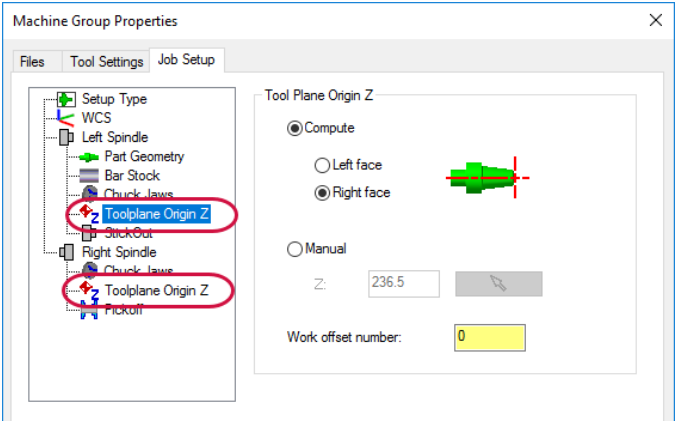 Machine Group Properties
Files Tool Settings Job Setup
Setup Type
WCS
Left Spindle
Part Geometry
Bar Stock
Chuck Jaws
Toolplane Origin Z
StickOut
Right Spindle
Chuck Jaws
Toolplane Origin Z
Pickoff
Tool Plane Origin Z
Compute
Left face
Right face
Manual
Z: 236.5
Work offset number: 0